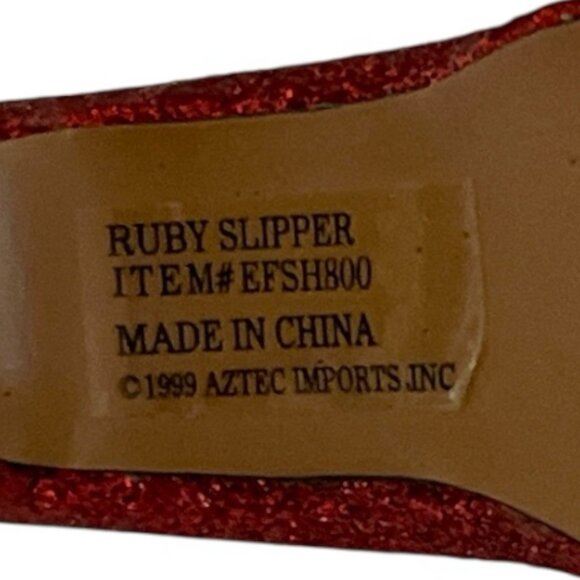 RUBY SLIPPER
ITEM# EFSH800
MADE IN CHINA
©1999 AZTEC IMPORTS.INC